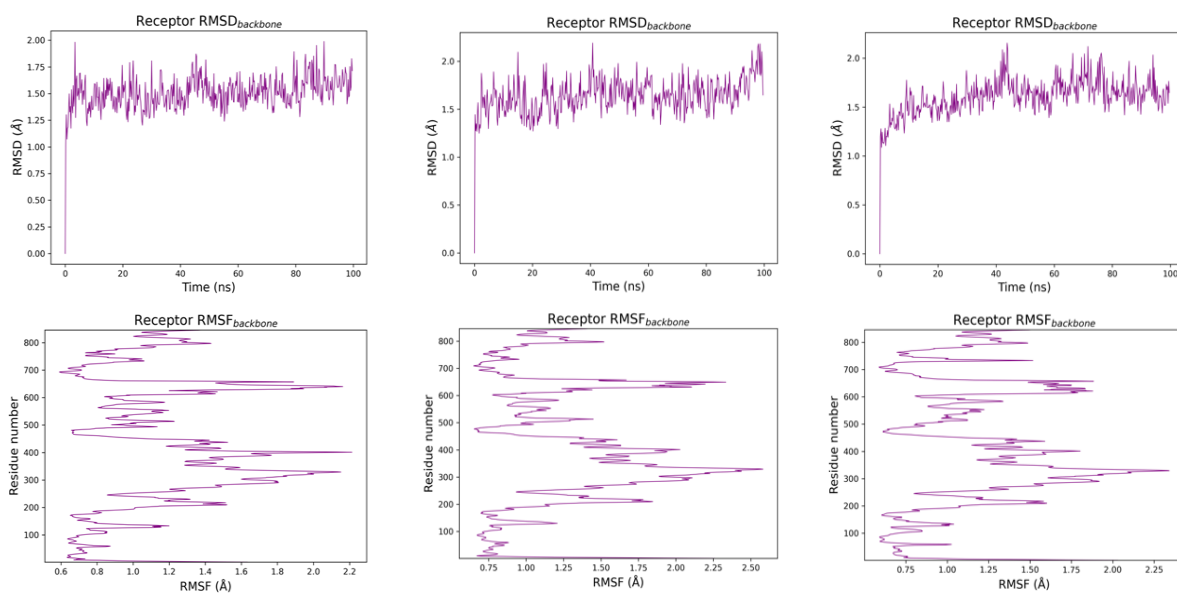 Receptor RMSD_backbone
2.00
1.75
1.50
1.25
1.00
0.75
0.50
0.25
0.00
RMSD (Å)
0 20 40 60 80 100
Time (ns)
Receptor RMSD_backbone
2.0
1.5
1.0
0.5
0.0
RMSD (Å)
0 20 40 60 80 100
Time (ns)
Receptor RMSD_backbone
2.0
1.5
1.0
0.5
0.0
RMSD (Å)
0 20 40 60 80 100
Time (ns)
Receptor RMSF_backbone
800
700
600
500
400
300
200
100
Residue number
0.6 0.8 1.0 1.2 1.4 1.6 1.8 2.0 2.2
RMSF (Å)
Receptor RMSF_backbone
800
700
600
500
400
300
200
100
Residue number
0.75 1.00 1.25 1.50 1.75 2.00 2.25 2.50
RMSF (Å)
Receptor RMSF_backbone
800
700
600
500
400
300
200
100
Residue number
0.75 1.00 1.25 1.50 1.75 2.00 2.25
RMSF (Å)